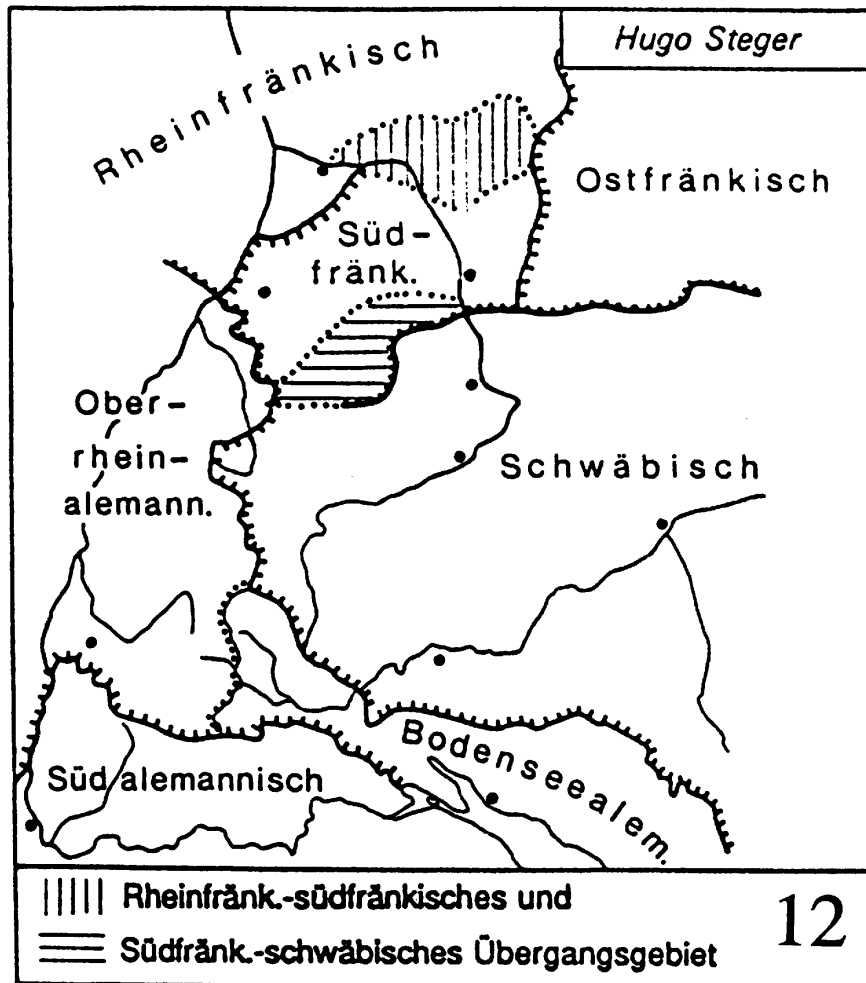 Hugo Steger
Rheinfränkisch
Ostfränkisch
Süd–
fränk.
Ober–
rhein–
alemann.
Schwäbisch
Bodenseealem.
Südalemannisch
Rheinfränk.-südfränkisches und
Südfränk.-schwäbisches Übergangsgebiet
12